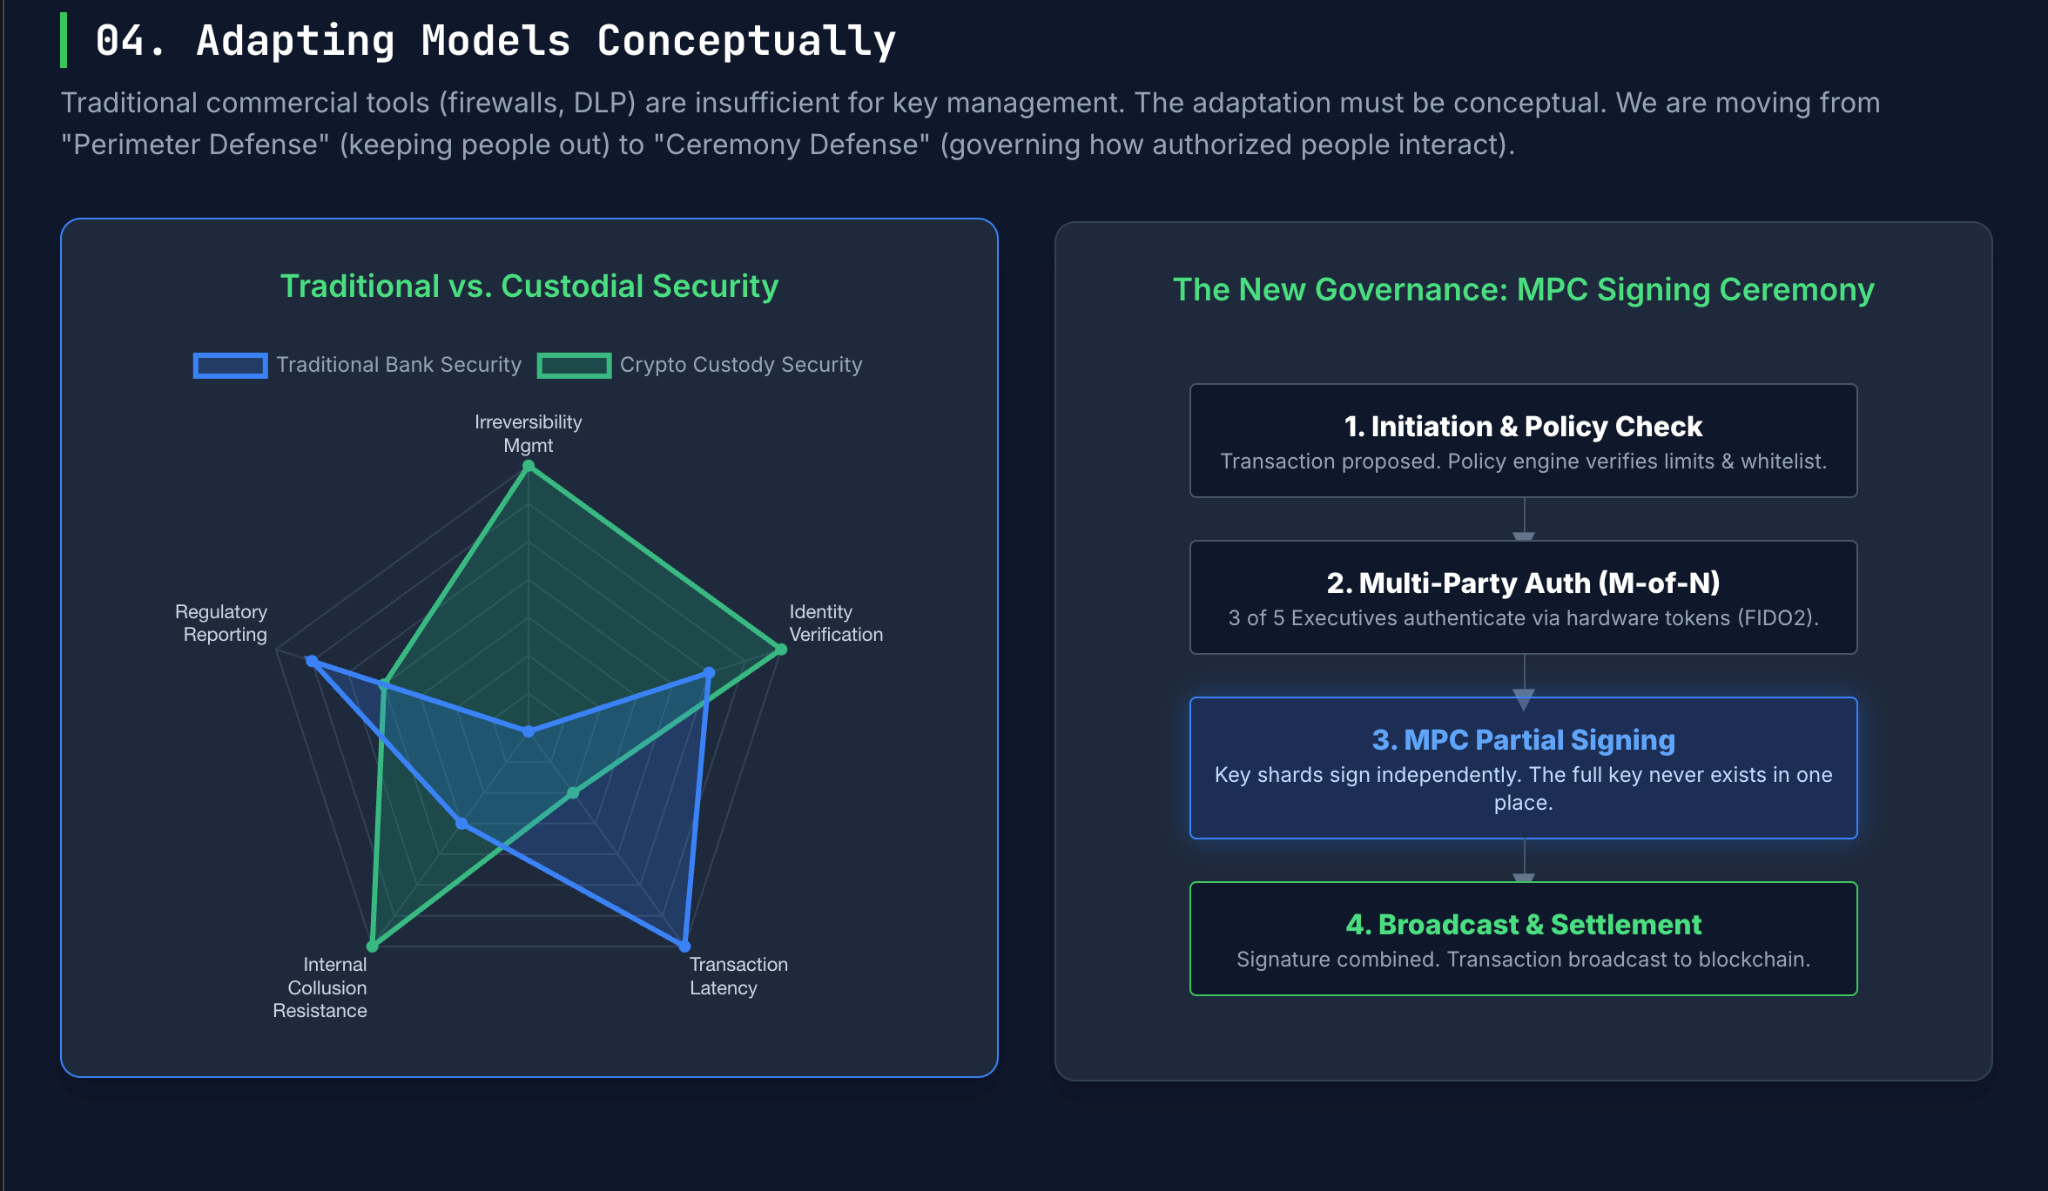 04. Adapting Models Conceptually
Traditional commercial tools (firewalls, DLP) are insufficient for key management. The adaptation must be conceptual. We are moving from
"Perimeter Defense" (keeping people out) to "Ceremony Defense" (governing how authorized people interact).
Traditional vs. Custodial Security
Traditional Bank Security
Crypto Custody Security
Irreversibility
Mgmt
Identity
Verification
Transaction
Latency
Internal
Collusion
Resistance
Regulatory
Reporting
The New Governance: MPC Signing Ceremony
1. Initiation & Policy Check
Transaction proposed. Policy engine verifies limits & whitelist.
2. Multi-Party Auth (M-of-N)
3 of 5 Executives authenticate via hardware tokens (FIDO2).
3. MPC Partial Signing
Key shards sign independently. The full key never exists in one
place.
4. Broadcast & Settlement
Signature combined. Transaction broadcast to blockchain.